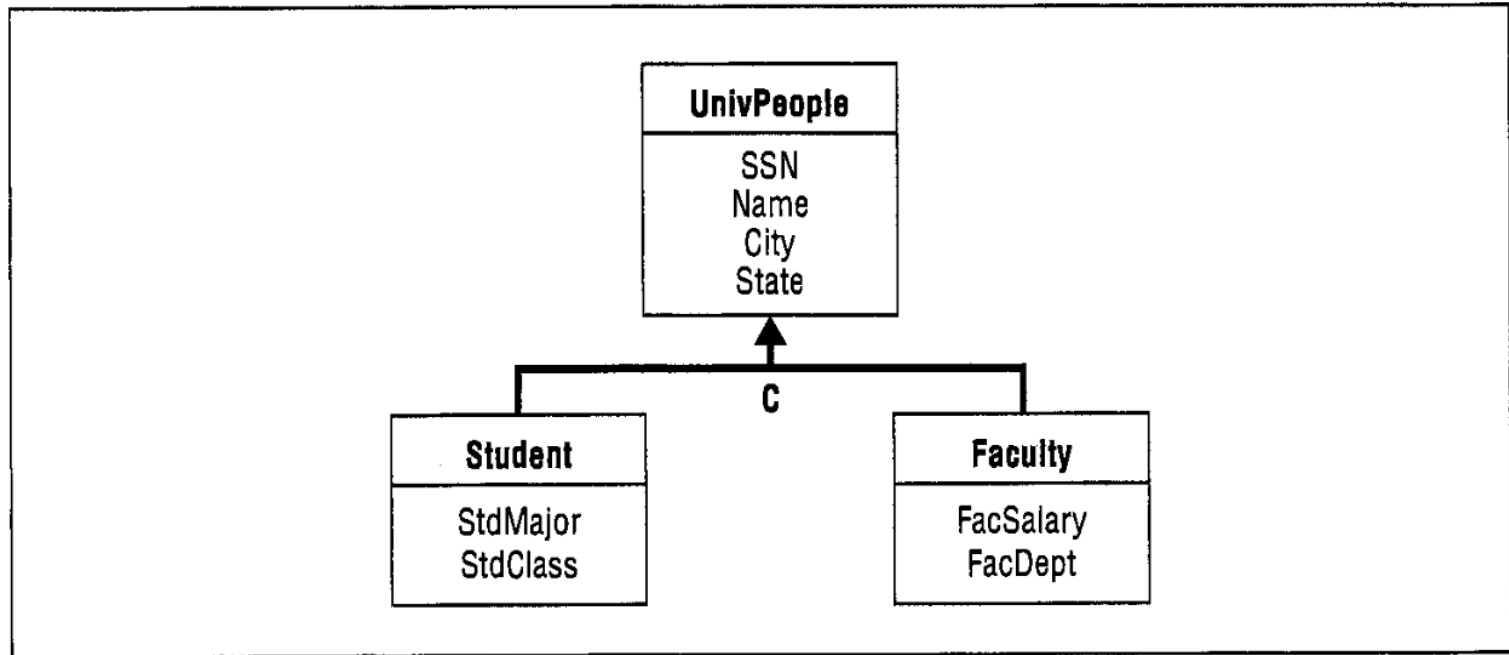 UnivPeople
SSN
Name
City
State
C
Student
StdMajor
StdClass
Faculty
FacSalary
FacDept